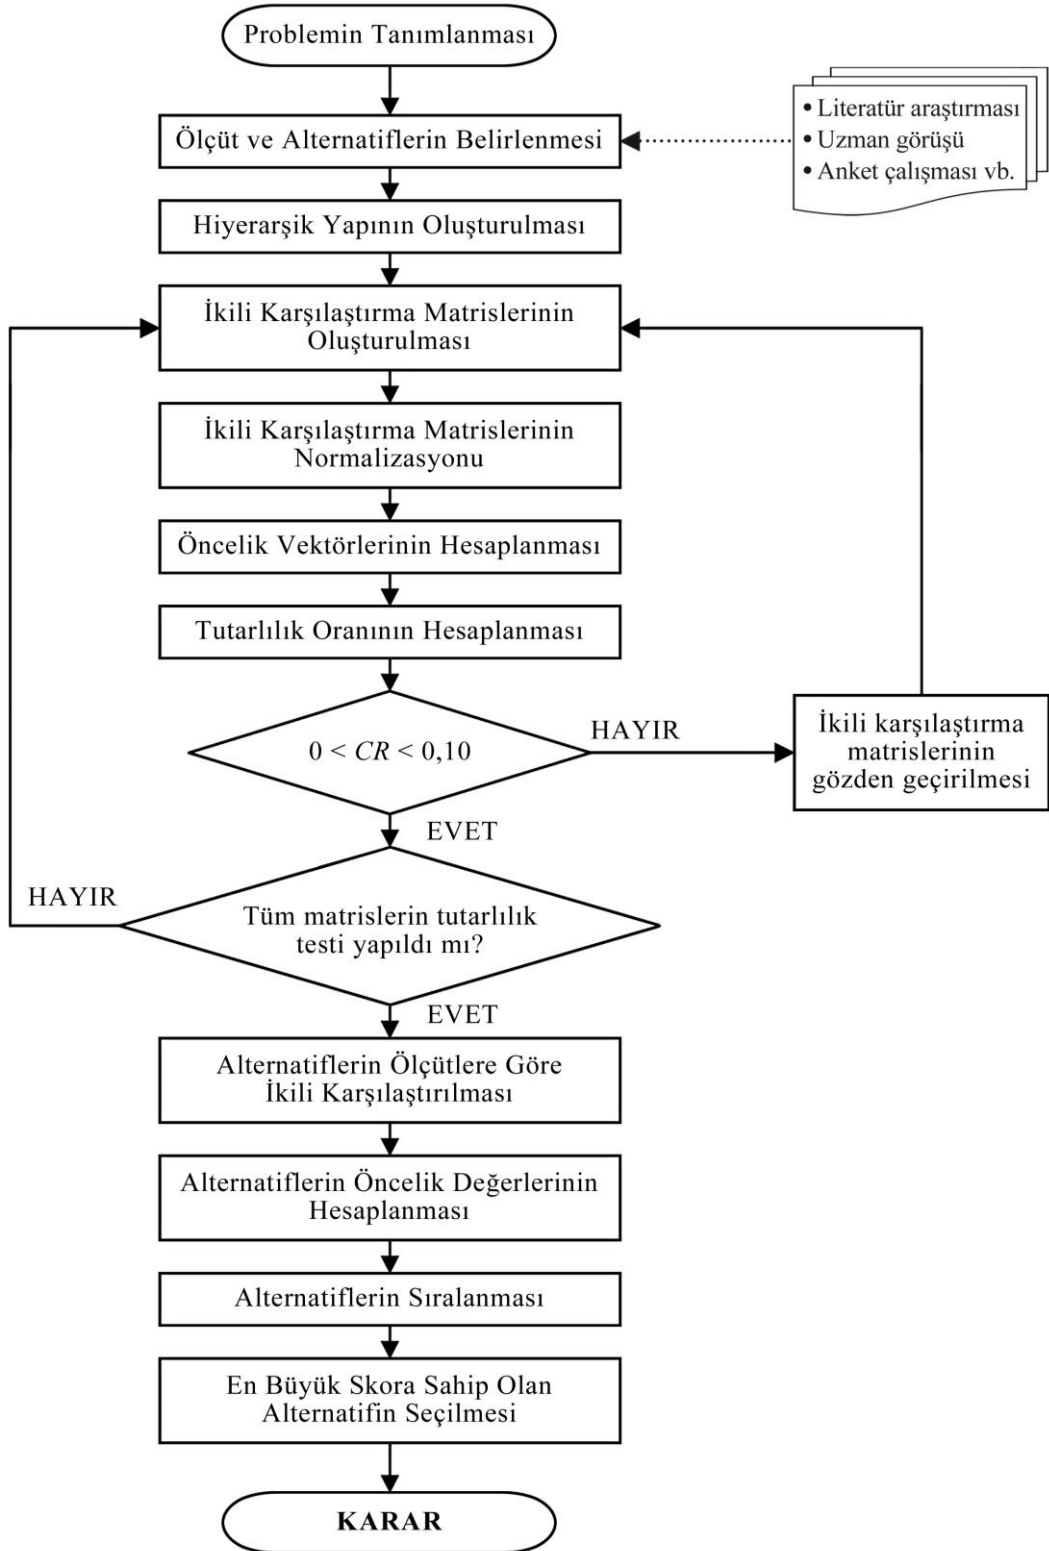 Problemin Tanımlanması
Ölçüt ve Alternatiflerin Belirlenmesi
• Literatür araştırması
• Uzman görüşü
• Anket çalışması vb.
Hiyerarşik Yapının Oluşturulması
İkili Karşılaştırma Matrislerinin
Oluşturulması
İkili Karşılaştırma Matrislerinin
Normalizasyonu
Öncelik Vektörlerinin Hesaplanması
Tutarlılık Oranının Hesaplanması
0 < CR < 0,10
HAYIR
İkili karşılaştırma
matrislerinin
gözden geçirilmesi
EVET
HAYIR
Tüm matrislerin tutarlılık
testi yapıldı mı?
EVET
Alternatiflerin Ölçütlere Göre
İkili Karşılaştırılması
Alternatiflerin Öncelik Değerlerinin
Hesaplanması
Alternatiflerin Sıralanması
En Büyük Skora Sahip Olan
Alternatifin Seçilmesi
KARAR